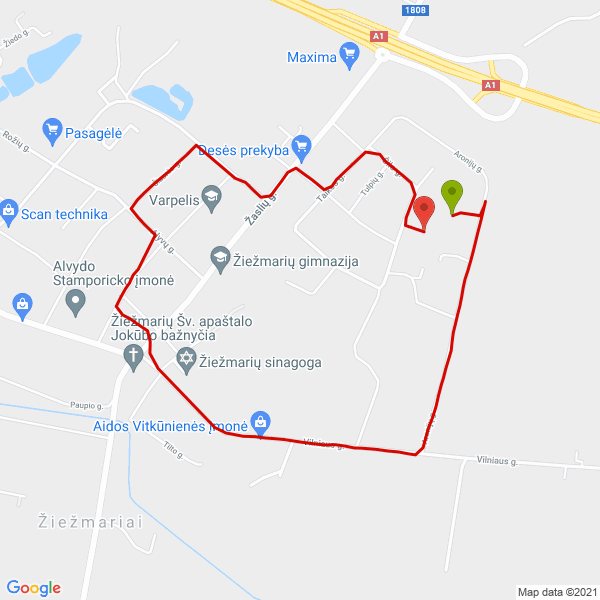 1808
A1
Žiedo g.
Maxima
A1
Rožių g.
Pasagėlė
Desės prekyba
Aronijų g.
Tulpių g.
Varpelis
Žaslių g.
Scan technika
Žiežmarių gimnazija
Alvydo
Stamporicko įmonė
Žiežmarių Šv. apaštalo
Jokūbo bažnyčia
Žiežmarių sinagoga
Paupio g.
Aidos Vitkūnienės įmonė
Vilniaus g.
Tilto g.
Vilniaus g.
Žiežmariai
Google
Map data ©2021